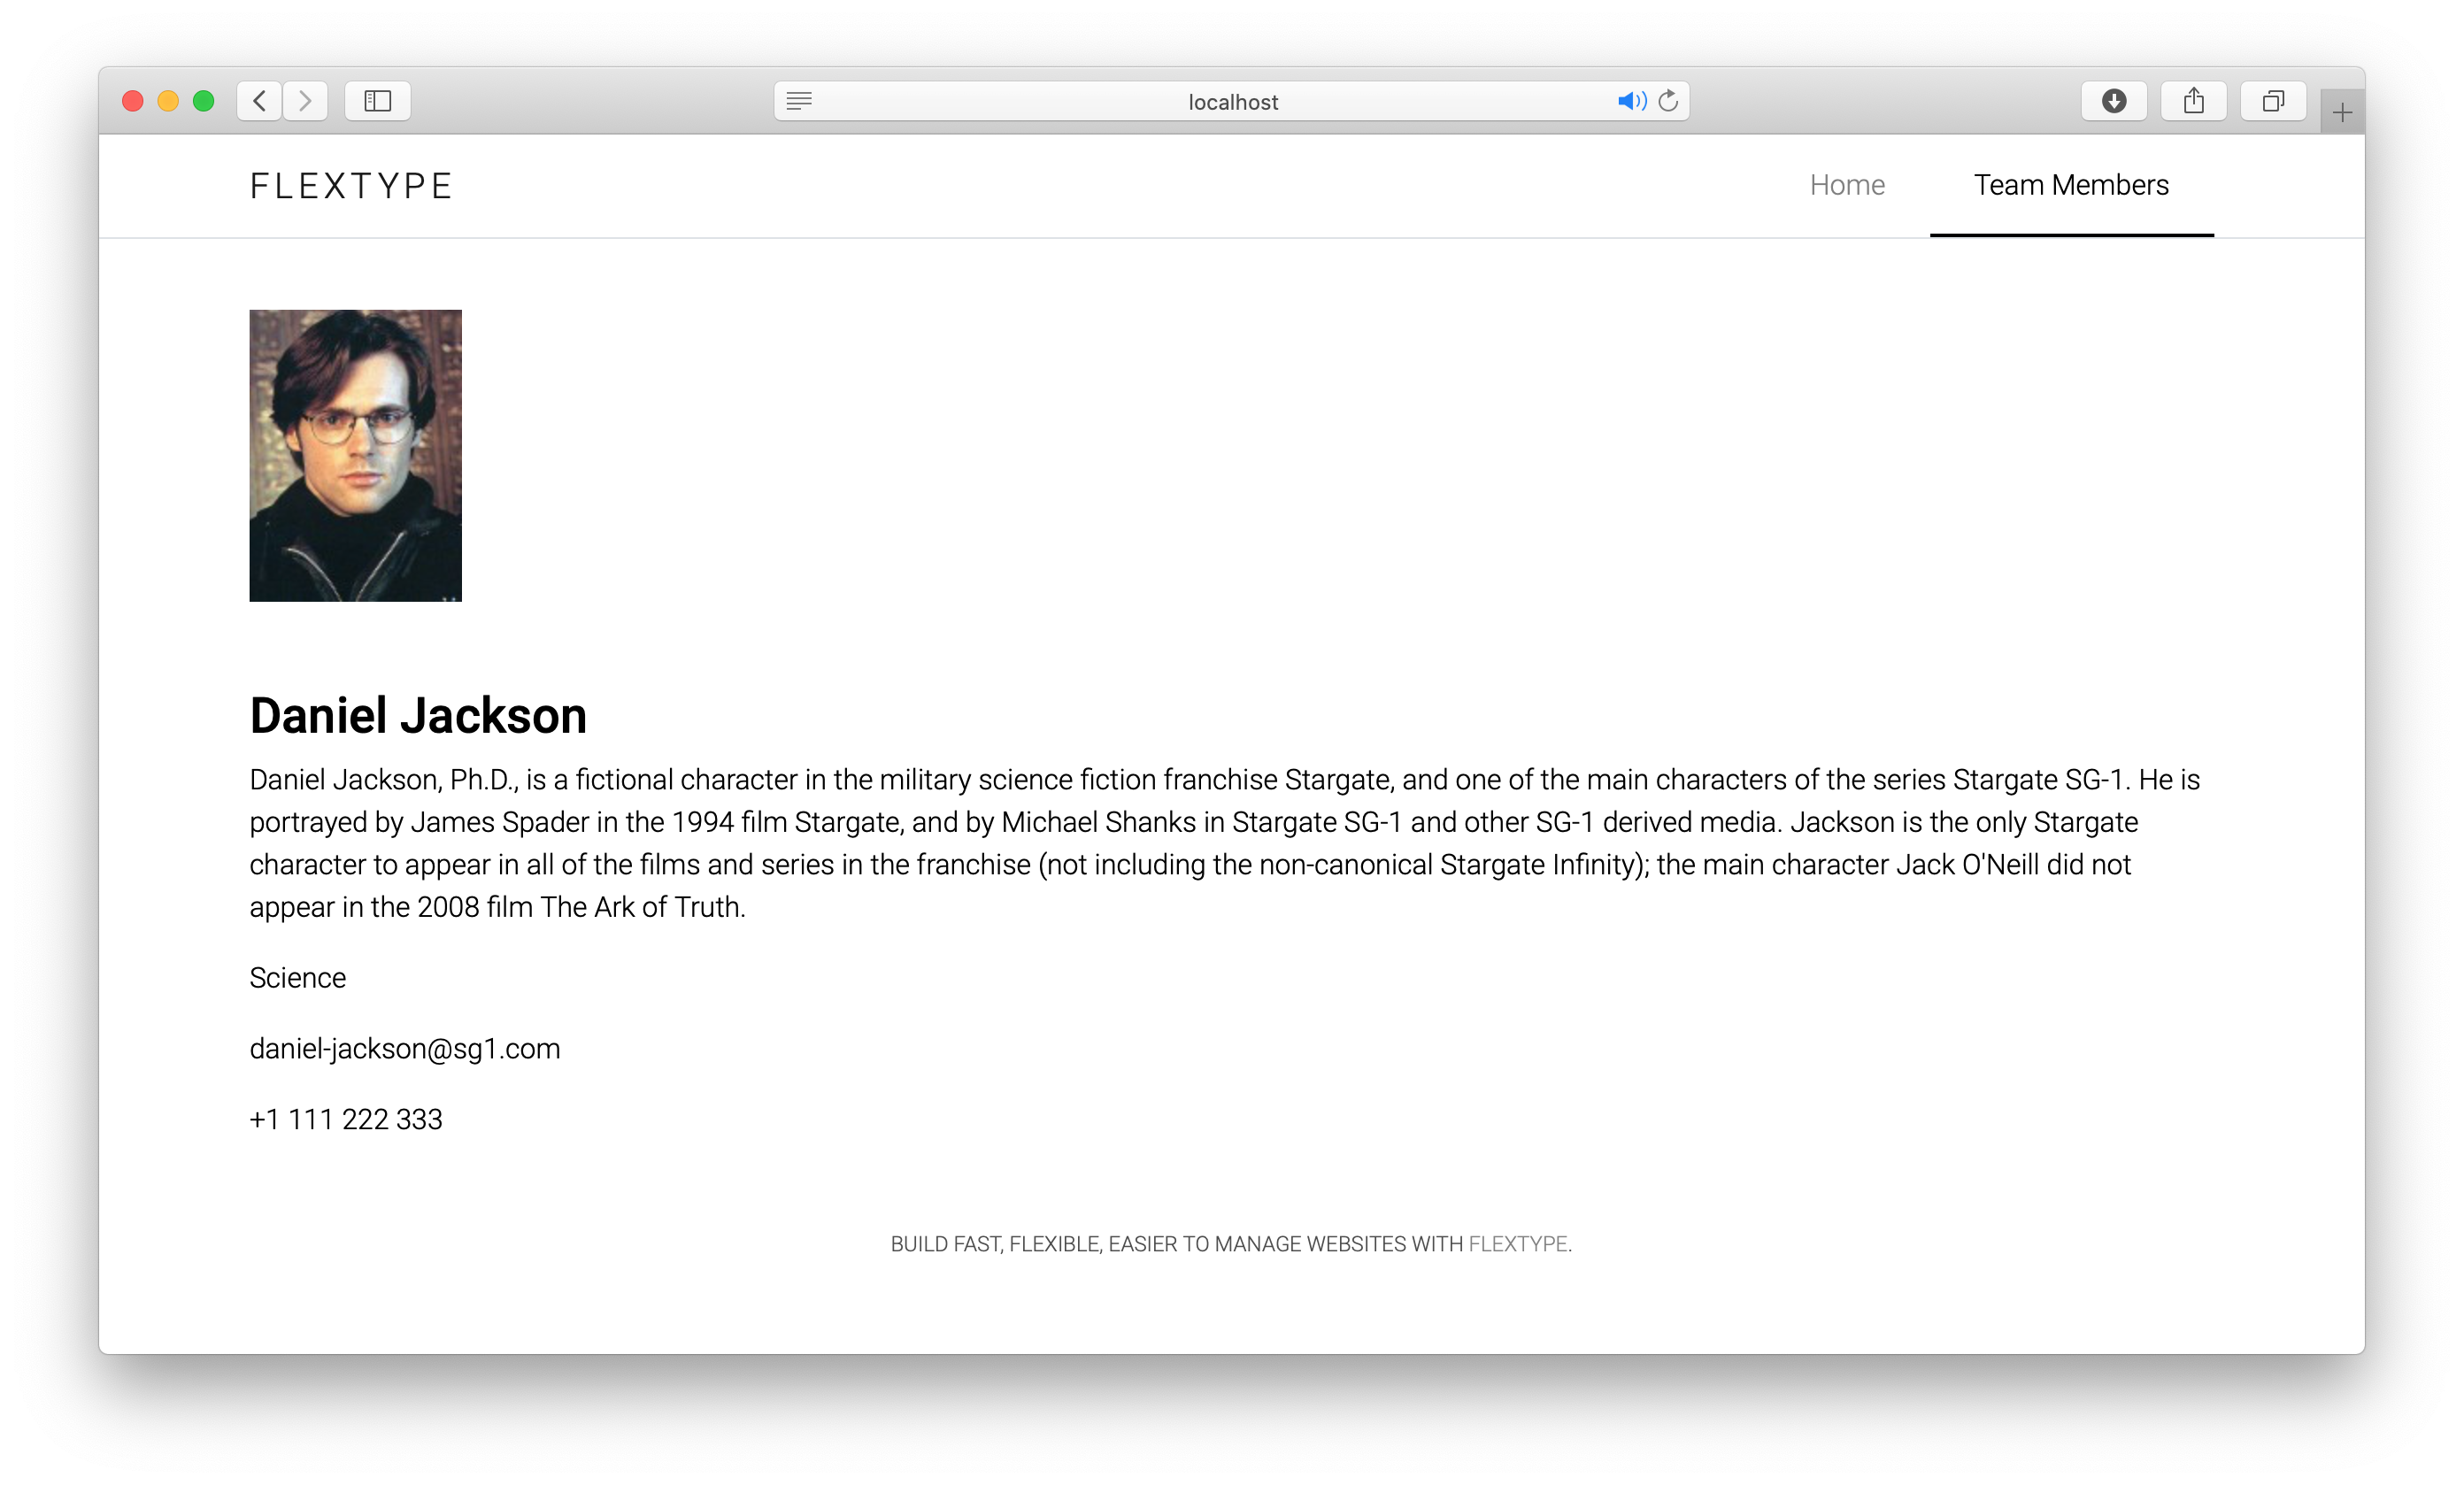 localhost
FLEXTYPE
Home
Team Members
Daniel Jackson
Daniel Jackson, Ph.D., is a fictional character in the military science fiction franchise Stargate, and one of the main characters of the series Stargate SG-1. He is
portrayed by James Spader in the 1994 film Stargate, and by Michael Shanks in Stargate SG-1 and other SG-1 derived media. Jackson is the only Stargate
character to appear in all of the films and series in the franchise (not including the non-canonical Stargate Infinity); the main character Jack O'Neill did not
appear in the 2008 film The Ark of Truth.
Science
daniel-jackson@sg1.com
+1 111 222 333
BUILD FAST, FLEXIBLE, EASIER TO MANAGE WEBSITES WITH FLEXTYPE.